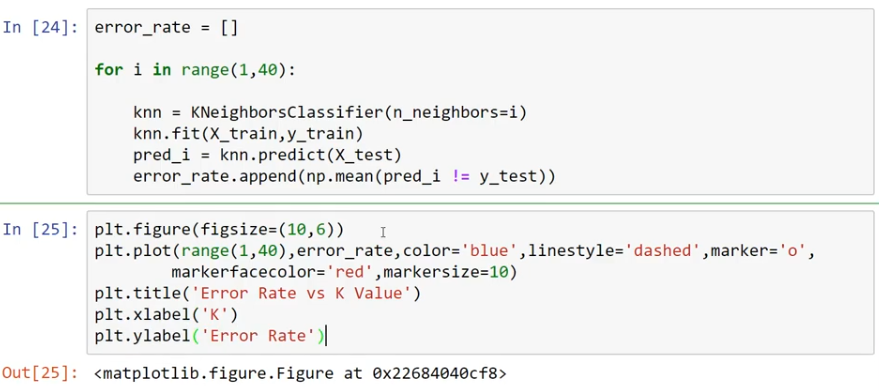 In [24]: error_rate = []
for i in range(1,40):
knn = KNeighborsClassifier(n_neighbors=i)
knn.fit(X_train,y_train)
pred_i = knn.predict(X_test)
error_rate.append(np.mean(pred_i != y_test))
In [25]: plt.figure(figsize=(10,6))
plt.plot(range(1,40),error_rate,color='blue',linestyle='dashed',marker='o',
markerfacecolor='red',markersize=10)
plt.title('Error Rate vs K Value')
plt.xlabel('K')
plt.ylabel('Error Rate')
Out[25]: <matplotlib.figure.Figure at 0x22684040cf8>